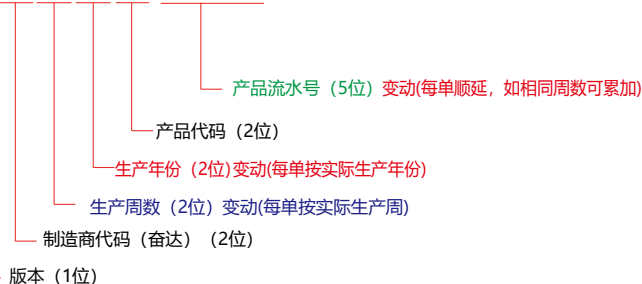 产品流水号（5位）变动(每单顺延，如相同周数可累加)
产品代码（2位）
生产年份（2位)变动(每单按实际生产年份)
生产周数（2位）变动(每单按实际生产周)
制造商代码（奋达）（2位）
版本（1位）